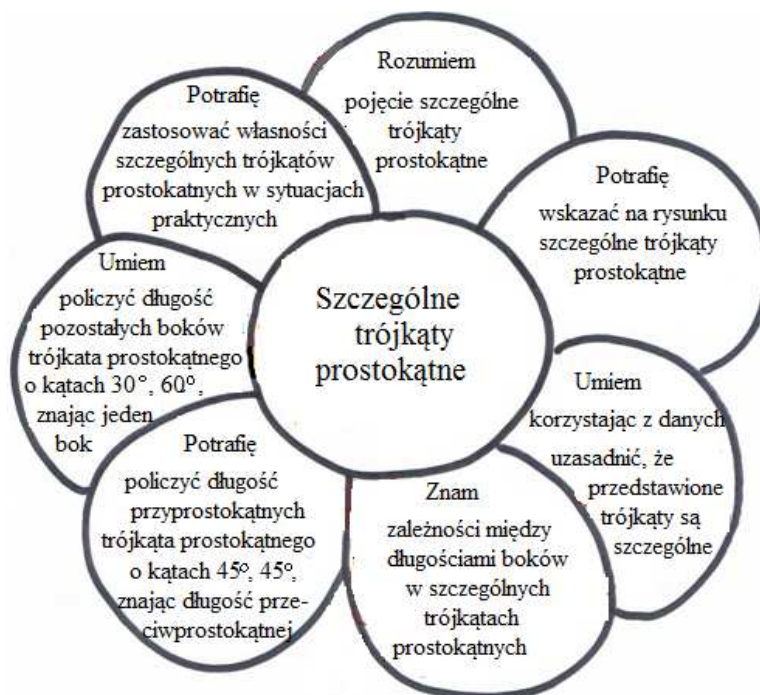 Rozumiem
pojęcie szczególne
trójkąty
prostokątne
Potrafię
zastosować własności
szczególnych trójkątów
prostokatnych w sytuacjach
praktycznych
Potrafię
wskazać na rysunku
szczególne trójkąty
prostokątne
Szczególne
trójkąty
prostokątne
Umiem
policzyć długość
pozostałych boków
trójkata prostokątnego
o kątach 30°, 60°,
znając jeden
bok
Umiem
korzystając z danych
uzasadnić, że
przedstawione
trójkąty są
szczególne
Potrafię
policzyć długość
przyprostokątnych
trójkąta prostokątnego
o kątach 45°, 45°,
znając długość prze-
ciwprostokątnej
Znam
zależności między
długościami boków
w szczególnych
trójkątach
prostokątnych